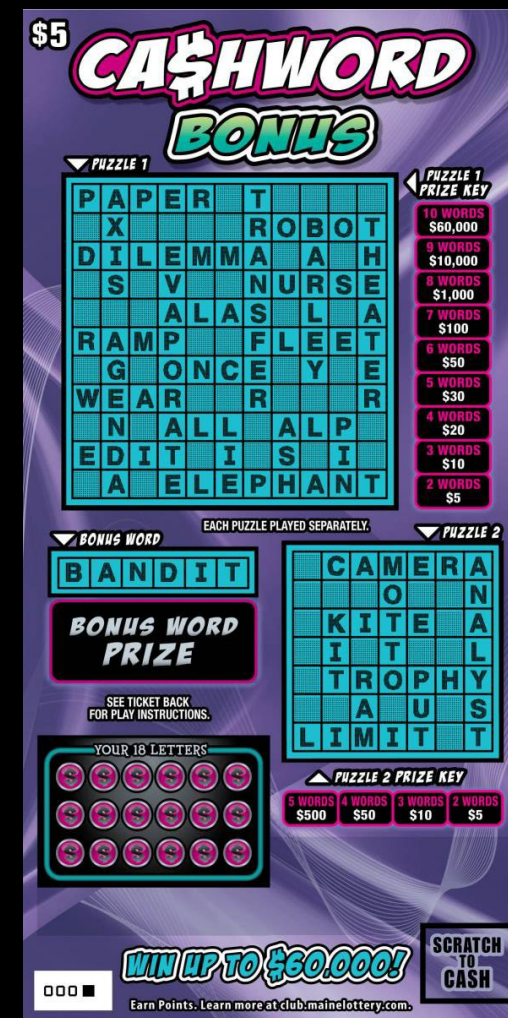 $5
CA$HWORD
BONUS
PUZZLE 1
PUZZLE 1
PRIZE KEY
PAPER T
X ROBOT
DILEMMA A H
S V NURSE
ALAS L A
RAMP FLEET
G ONCE Y E
WEAR R R
N ALL ALP
EDIT I S I
A ELEPHANT
10 WORDS
$60,000
9 WORDS
$10,000
8 WORDS
$1,000
7 WORDS
$100
6 WORDS
$50
5 WORDS
$30
4 WORDS
$20
3 WORDS
$10
2 WORDS
$5
EACH PUZZLE PLAYED SEPARATELY.
BONUS WORD
BANDIT
BONUS WORD
PRIZE
SEE TICKET BACK
FOR PLAY INSTRUCTIONS.
YOUR 18 LETTERS
$ $ $ $ $ $
$ $ $ $ $ $
$ $ $ $ $ $
PUZZLE 2
CAMERA
O N
KITE A
I T L
TROPHY
A U S
LIMIT T
PUZZLE 2 PRIZE KEY
5 WORDS 4 WORDS 3 WORDS 2 WORDS
$500 $50 $10 $5
WIN UP TO $60,000!
SCRATCH
TO
CASH
000
Earn Points. Learn more at club.mainelottery.com.